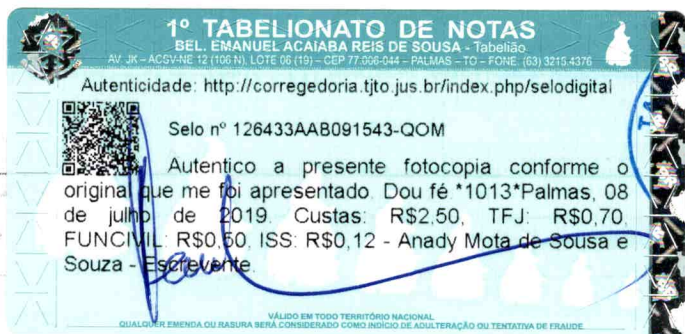 1º TABELIONATO DE NOTAS
BEL. EMANUEL ACAIABA REIS DE SOUSA - Tabelião
AV. JK – ACSV-NE 12 (106 N), LOTE 06 (19) – CEP 77.006-044 – PALMAS – TO – FONE: (63) 3215.4376
Autenticidade: http://corregedoria.tjto.jus.br/index.php/selodigital
Selo nº 126433AAB091543-QOM
Autentico a presente fotocopia conforme o
original que me foi apresentado. Dou fé.*1013*Palmas, 08
de julho de 2019. Custas: R$2,50, TFJ: R$0,70,
FUNCIVIL: R$0,50, ISS: R$0,12 - Anady Mota de Sousa e
Souza - Escrevente.
VÁLIDO EM TODO TERRITÓRIO NACIONAL
QUALQUER EMENDA OU RASURA SERÁ CONSIDERADO COMO INDÍCIO DE ADULTERAÇÃO OU TENTATIVA DE FRAUDE